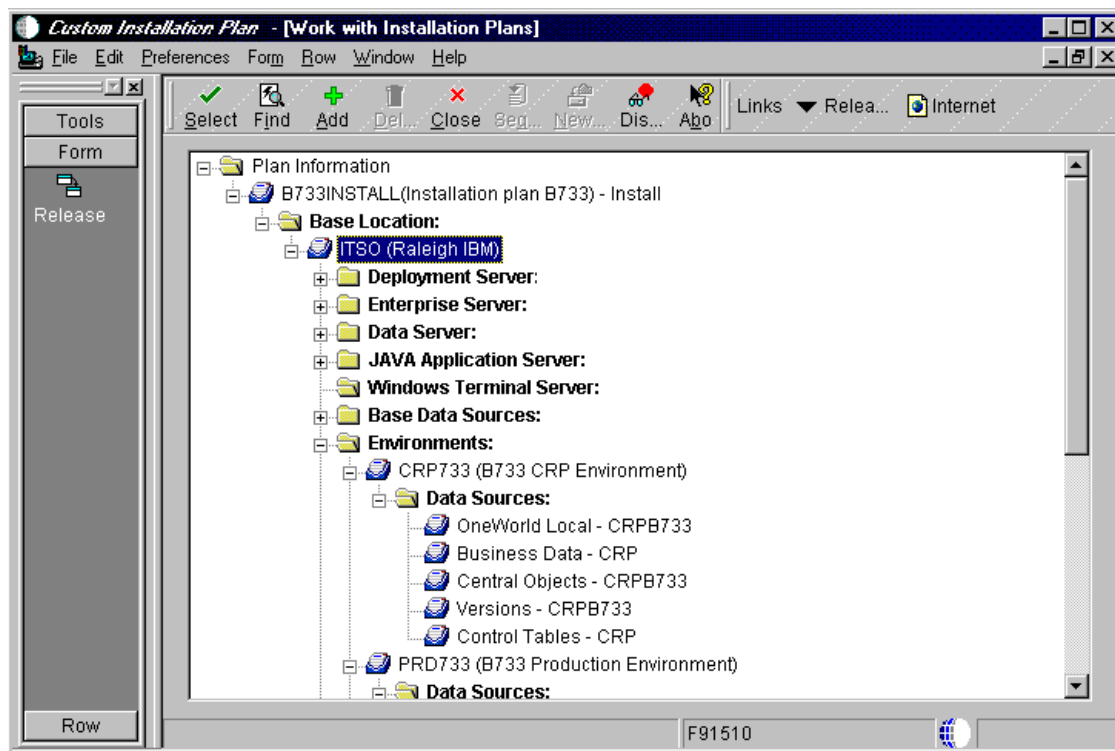 Custom Installation Plan - [Work with Installation Plans]
File Edit Preferences Form Row Window Help
Tools
Form
Release
Row
Select Find Add Del... Close Seq... New... Dis... Abo Links Relea... Internet
Plan Information
B733INSTALL(Installation plan B733) - Install
Base Location:
ITSO (Raleigh IBM)
Deployment Server:
Enterprise Server:
Data Server:
JAVA Application Server:
Windows Terminal Server:
Base Data Sources:
Environments:
CRP733 (B733 CRP Environment)
Data Sources:
OneWorld Local - CRPB733
Business Data - CRP
Central Objects - CRPB733
Versions - CRPB733
Control Tables - CRP
PRD733 (B733 Production Environment)
Data Sources:
F91510